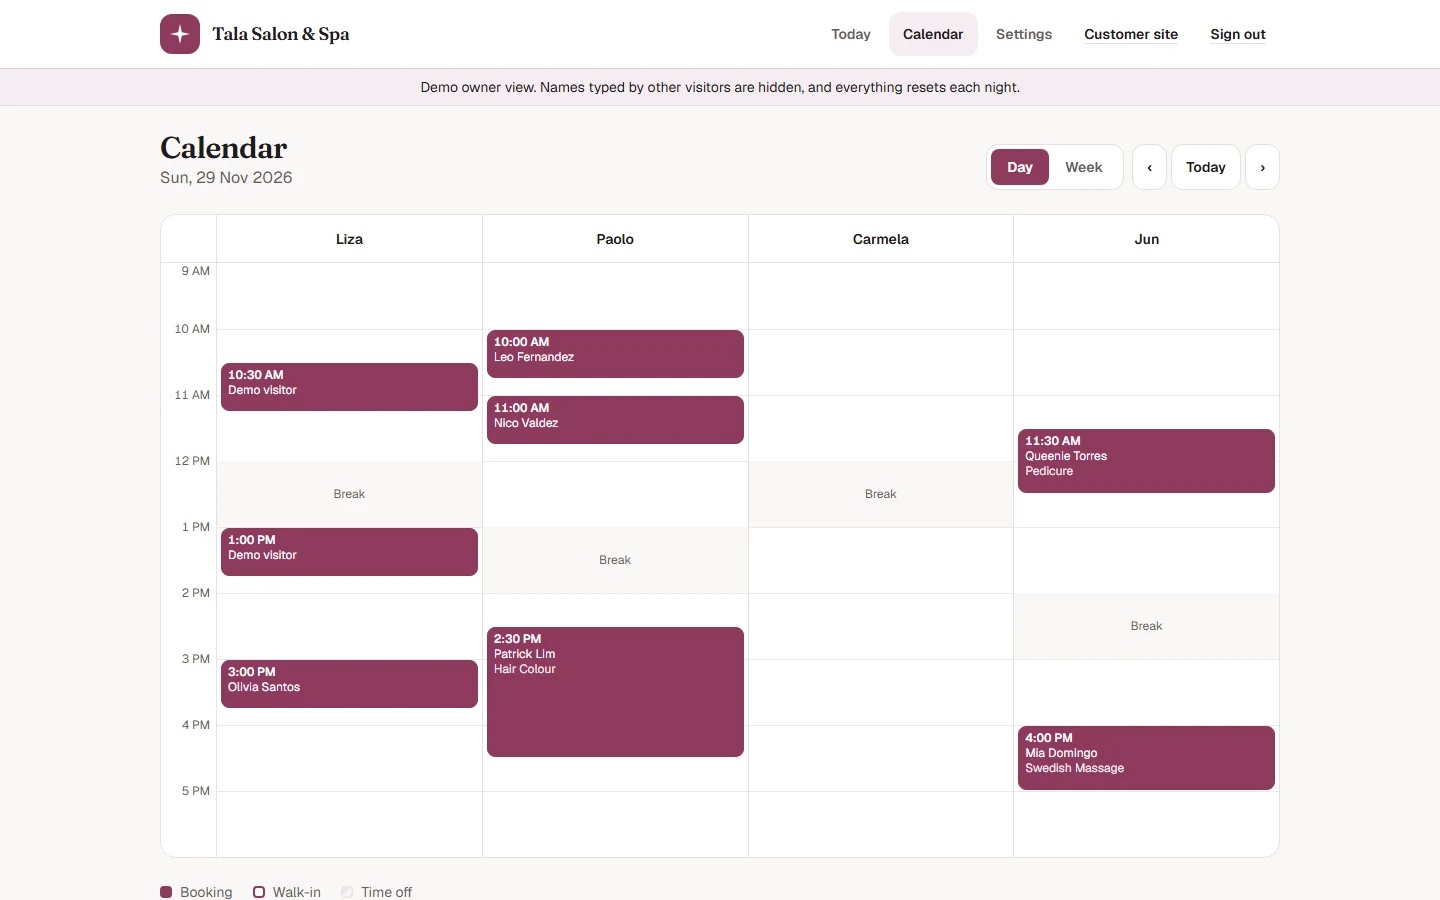 Tala Salon & Spa
Today
Calendar
Settings
Customer site
Sign out
Demo owner view. Names typed by other visitors are hidden, and everything resets each night.
Calendar
Sun, 29 Nov 2026
Day
Week
‹
Today
›
Liza
Paolo
Carmela
Jun
9 AM
10 AM
10:00 AM
Leo Fernandez
10:30 AM
Demo visitor
11 AM
11:00 AM
Nico Valdez
11:30 AM
Queenie Torres
Pedicure
12 PM
Break
Break
1 PM
1:00 PM
Demo visitor
Break
2 PM
Break
2:30 PM
Patrick Lim
Hair Colour
3 PM
3:00 PM
Olivia Santos
4 PM
4:00 PM
Mia Domingo
Swedish Massage
5 PM
Booking
Walk-in
Time off